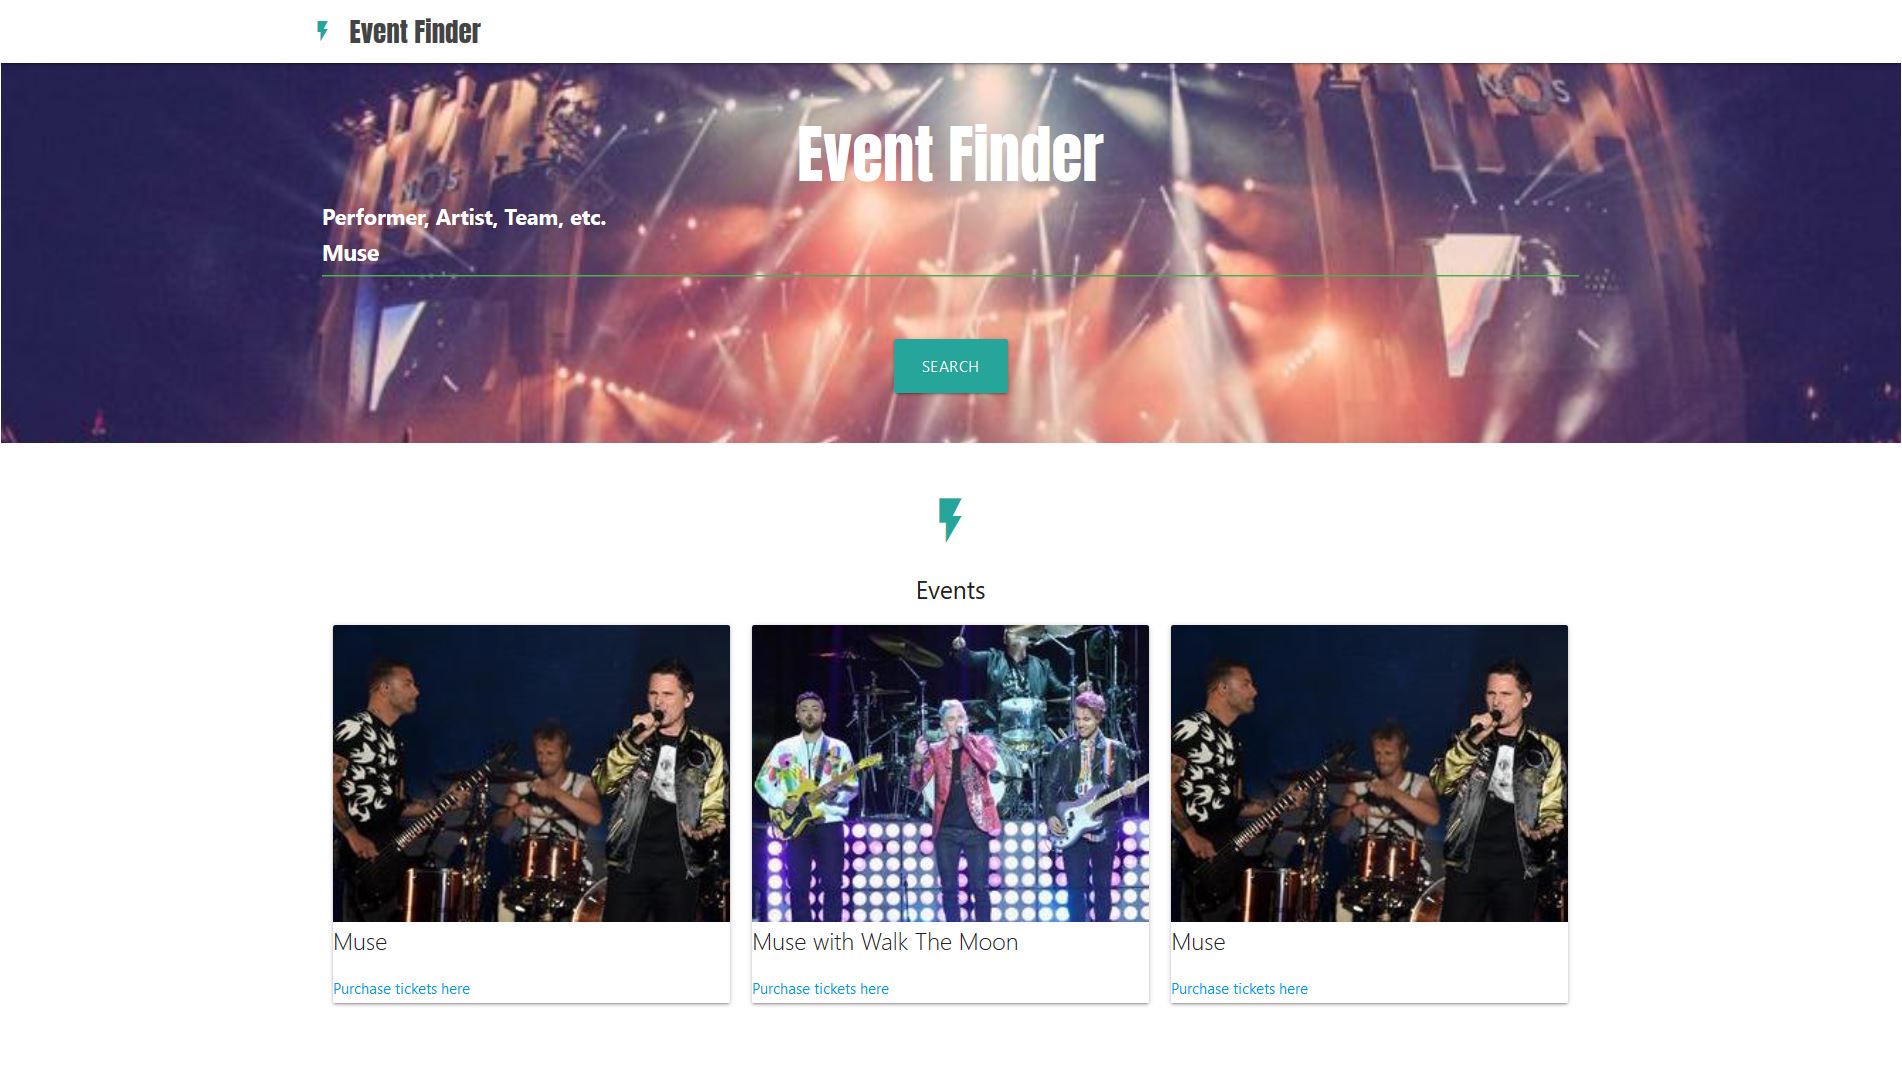 Event Finder
NOS
NOS
Event Finder
Performer, Artist, Team, etc.
Muse
SEARCH
Events
Muse
Muse with Walk The Moon
Muse
Purchase tickets here
Purchase tickets here
Purchase tickets here